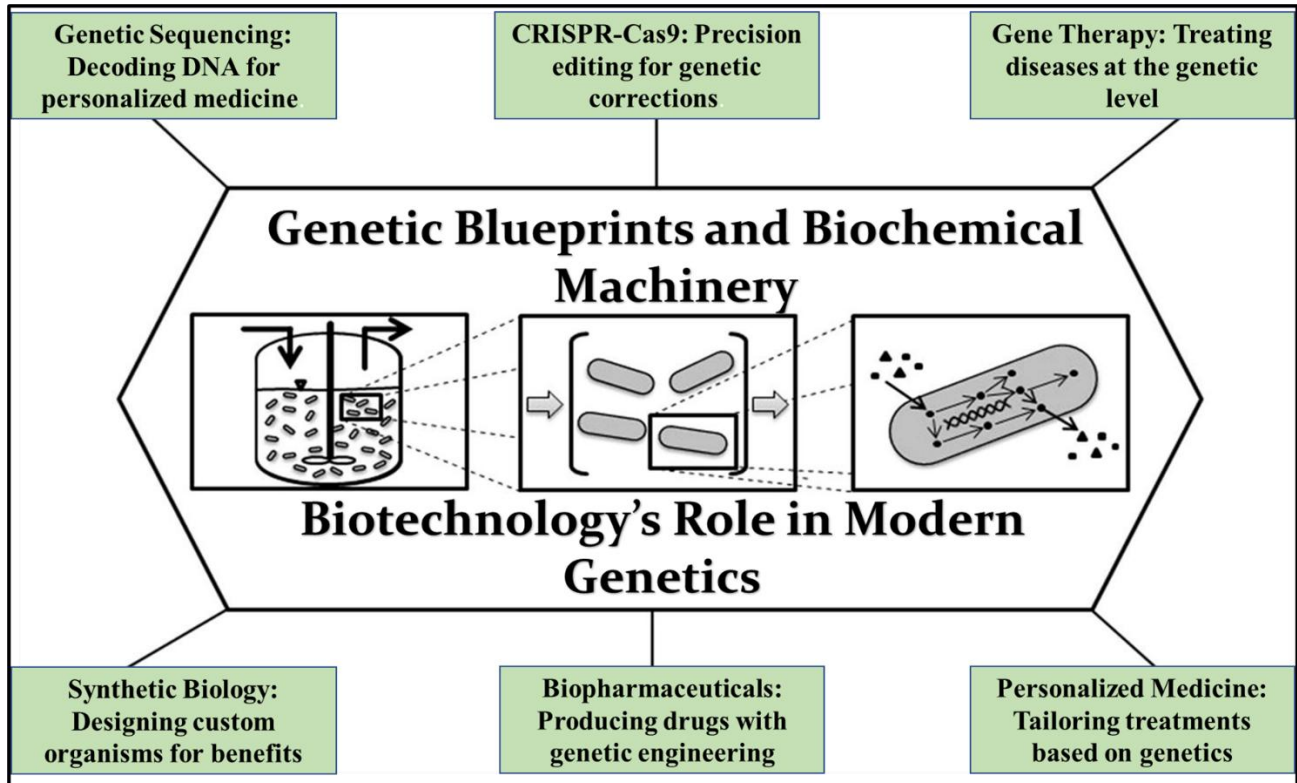 Genetic Sequencing:
Decoding DNA for
personalized medicine.
CRISPR-Cas9: Precision
editing for genetic
corrections.
Gene Therapy: Treating
diseases at the genetic
level
Genetic Blueprints and Biochemical
Machinery
Biotechnology’s Role in Modern
Genetics
Synthetic Biology:
Designing custom
organisms for benefits
Biopharmaceuticals:
Producing drugs with
genetic engineering
Personalized Medicine:
Tailoring treatments
based on genetics